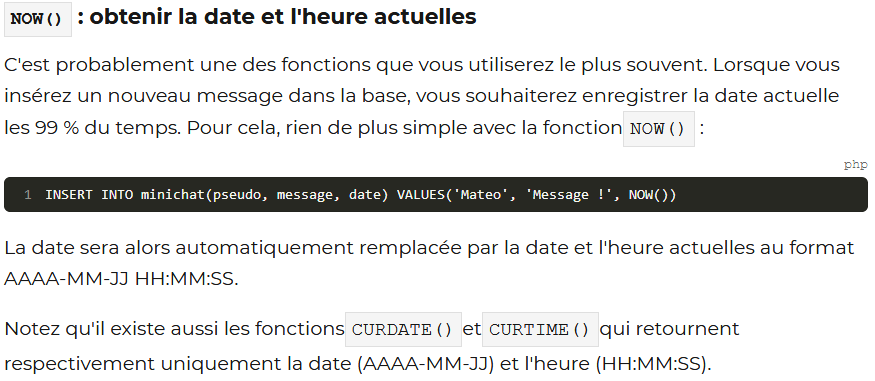 NOW() : obtenir la date et l'heure actuelles
C'est probablement une des fonctions que vous utiliserez le plus souvent. Lorsque vous
insérez un nouveau message dans la base, vous souhaiterez enregistrer la date actuelle
les 99 % du temps. Pour cela, rien de plus simple avec la fonction NOW() :
php
1 INSERT INTO minichat(pseudo, message, date) VALUES('Mateo', 'Message !', NOW())
La date sera alors automatiquement remplacée par la date et l'heure actuelles au format
AAAA-MM-JJ HH:MM:SS.
Notez qu'il existe aussi les fonctions CURDATE() et CURTIME() qui retournent
respectivement uniquement la date (AAAA-MM-JJ) et l'heure (HH:MM:SS).